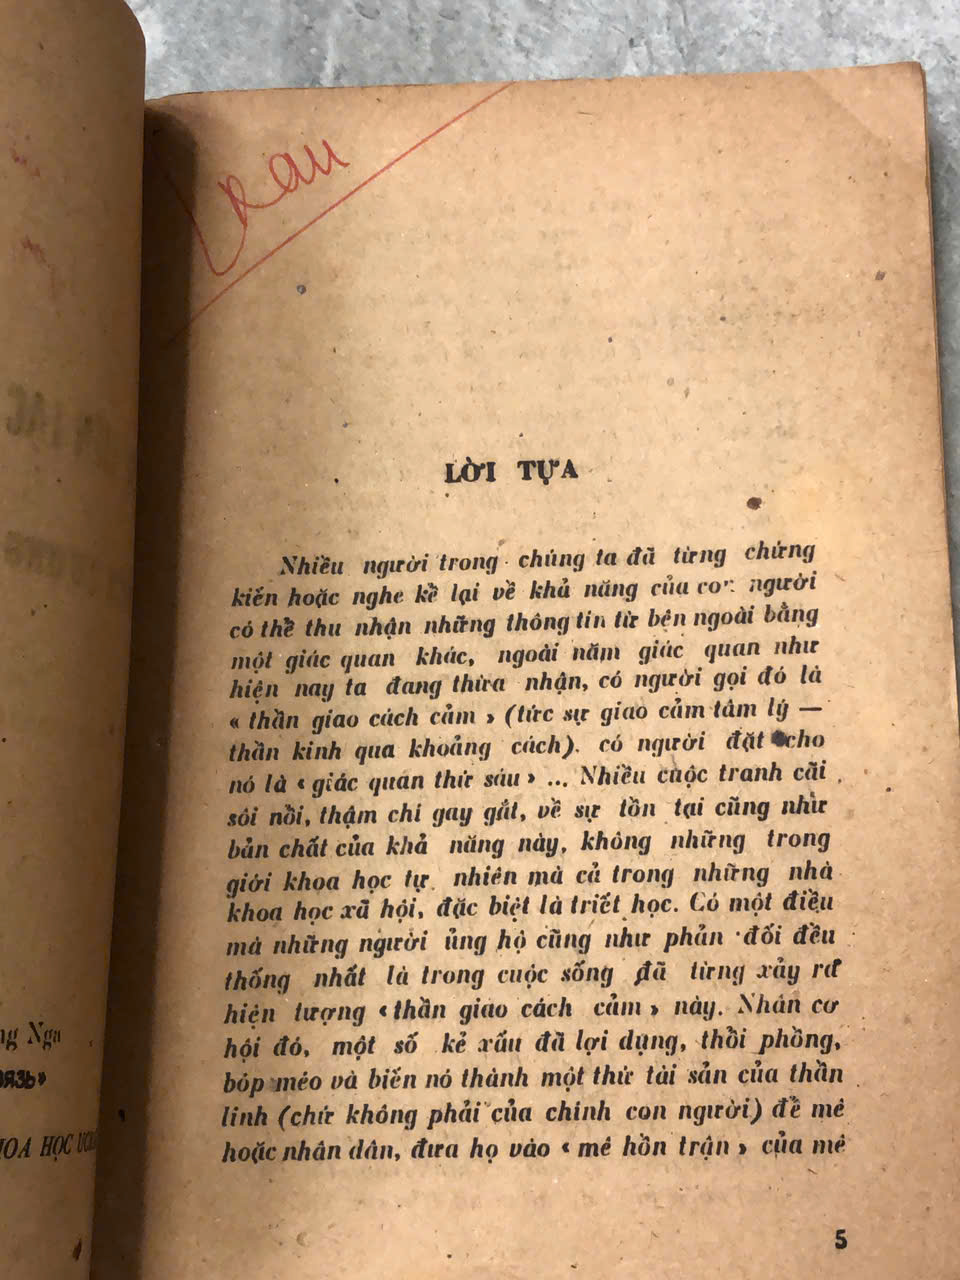 LỜI TỰA
Nhiều người trong chúng ta đã từng chứng
kiến hoặc nghe kể lại về khả năng của con người
có thể thu nhận những thông tin từ bên ngoài bằng
một giác quan khác, ngoài năm giác quan như
hiện nay ta đang thừa nhận, có người gọi đó là
« thần giao cách cảm » (tức sự giao cảm tâm lý —
thần kinh qua khoảng cách). có người đặt cho
nó là « giác quan thứ sáu » ... Nhiều cuộc tranh cãi
sôi nổi, thậm chí gay gắt, về sự tồn tại cũng như
bản chất của khả năng này, không những trong
giới khoa học tự nhiên mà cả trong những nhà
khoa học xã hội, đặc biệt là triết học. Có một điều
mà những người ủng hộ cũng như phản đối đều
thống nhất là trong cuộc sống đã từng xảy ra
hiện tượng « thần giao cách cảm » này. Nhân cơ
hội đó, một số kẻ xấu đã lợi dụng, thổi phồng,
bóp méo và biến nó thành một thứ tài sản của thần
linh (chứ không phải của chính con người) để mê
hoặc nhân dân, đưa họ vào « mê hồn trận » của mê
5
ng Nga
язь»
HOA HỌC